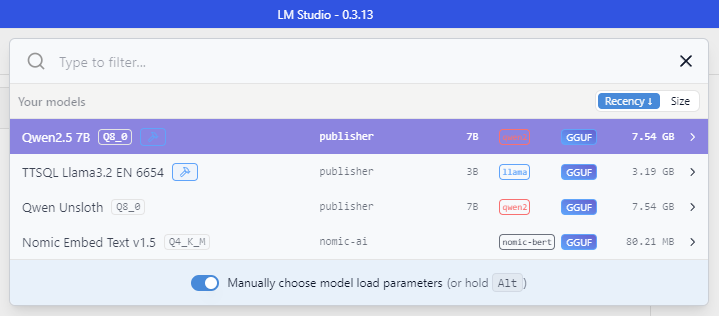 LM Studio - 0.3.13
Type to filter...
Your models Recency ↓ Size
Qwen2.5 7B Q8_0 publisher 7B qwen2 GGUF 7.54 GB
TTSQL Llama3.2 EN 6654 publisher 3B llama GGUF 3.19 GB
Qwen Unsloth Q8_0 publisher 7B qwen2 GGUF 7.54 GB
Nomic Embed Text v1.5 Q4_K_M nomic-ai nomic-bert GGUF 80.21 MB
Manually choose model load parameters (or hold Alt)